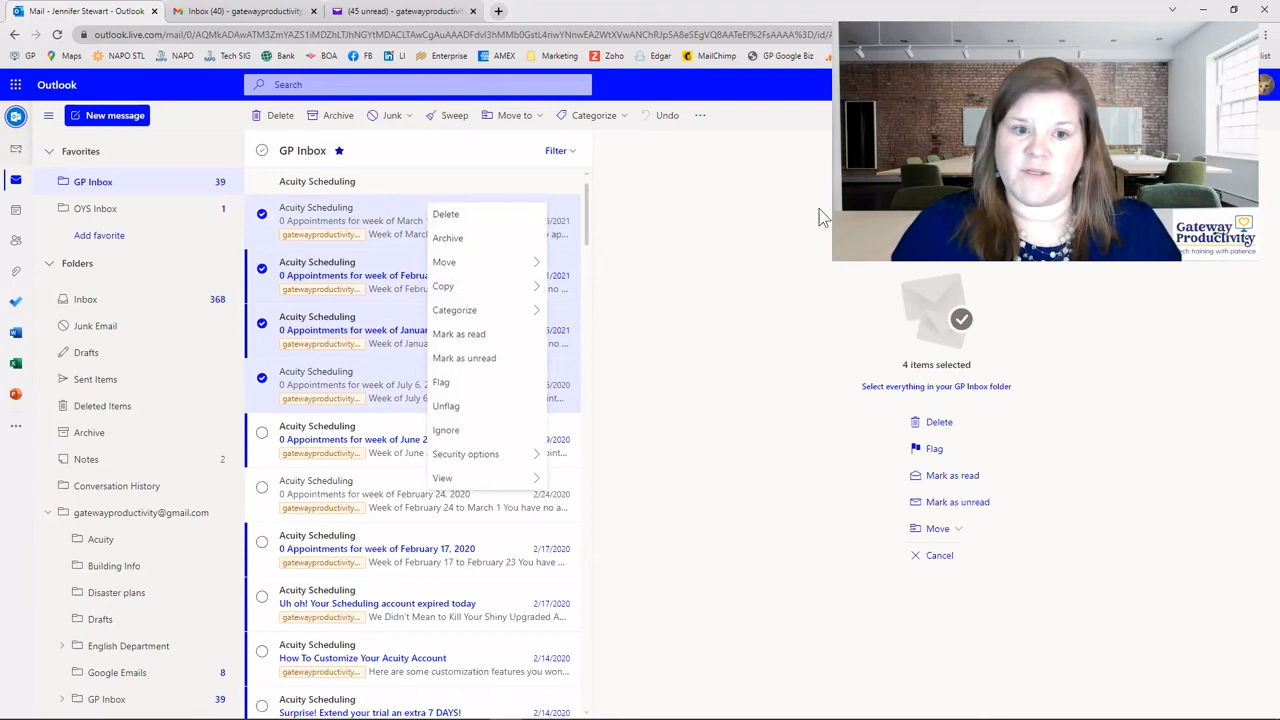 Mail - Jennifer Stewart - Outlook
Inbox (40) - gatewayproductivity
(45 unread) - gatewayproductivity
outlook.live.com/mail/
GP
Maps
NAPO
Tech SIG
NAPO
Bank
FB
LI
Enterprise
AMEX
Marketing
Zoho
Edgar
MailChimp
GP Google Biz
Outlook
Search
New message
Delete
Archive
Junk
Sweep
Move to
Categorize
Undo
Favorites
GP Inbox 39
OYS Inbox 1
Add favorite
Folders
Inbox 368
Junk Email
Drafts
Sent Items
Deleted Items
Archive
Notes
Conversation History
gatewayproductivity@gmail.com
Acuity
Building Info
Disaster plans
Drafts
English Department
Google Emails 8
GP Inbox 39
GP Inbox
Filter
Acuity Scheduling
Acuity Scheduling
0 Appointments for week of March
gatewayproductivity... Week of March
Acuity Scheduling
0 Appointments for week of Februa
gatewayproductivity... Week of Febru
Acuity Scheduling
0 Appointments for week of Januar
gatewayproductivity... Week of Janua
Acuity Scheduling
0 Appointments for week of July 6, 2
gatewayproductivity... Week of July 6
Acuity Scheduling
0 Appointments for week of June 2
gatewayproductivity... Week of June
Acuity Scheduling
0 Appointments for week of February 24, 2020 2/24/2020
gatewayproductivity... Week of February 24 to March 1 You have no a...
Acuity Scheduling
0 Appointments for week of February 17, 2020 2/17/2020
gatewayproductivity... Week of February 17 to February 23 You have ...
Acuity Scheduling
Uh oh! Your Scheduling account expired today 2/17/2020
gatewayproductivity... We Didn't Mean to Kill Your Shiny Upgraded A...
Acuity Scheduling
How To Customize Your Acuity Account 2/14/2020
gatewayproductivity... Here are some customization features you won...
Acuity Scheduling
Surprise! Extend your trial an extra 7 DAYS! 2/14/2020
Delete
Archive
Move
Copy
Categorize
Mark as read
Mark as unread
Flag
Unflag
Ignore
Security options
View
4 items selected
Select everything in your GP Inbox folder
Delete
Flag
Mark as read
Mark as unread
Move
Cancel
Gateway
Productivity
tech training with patience